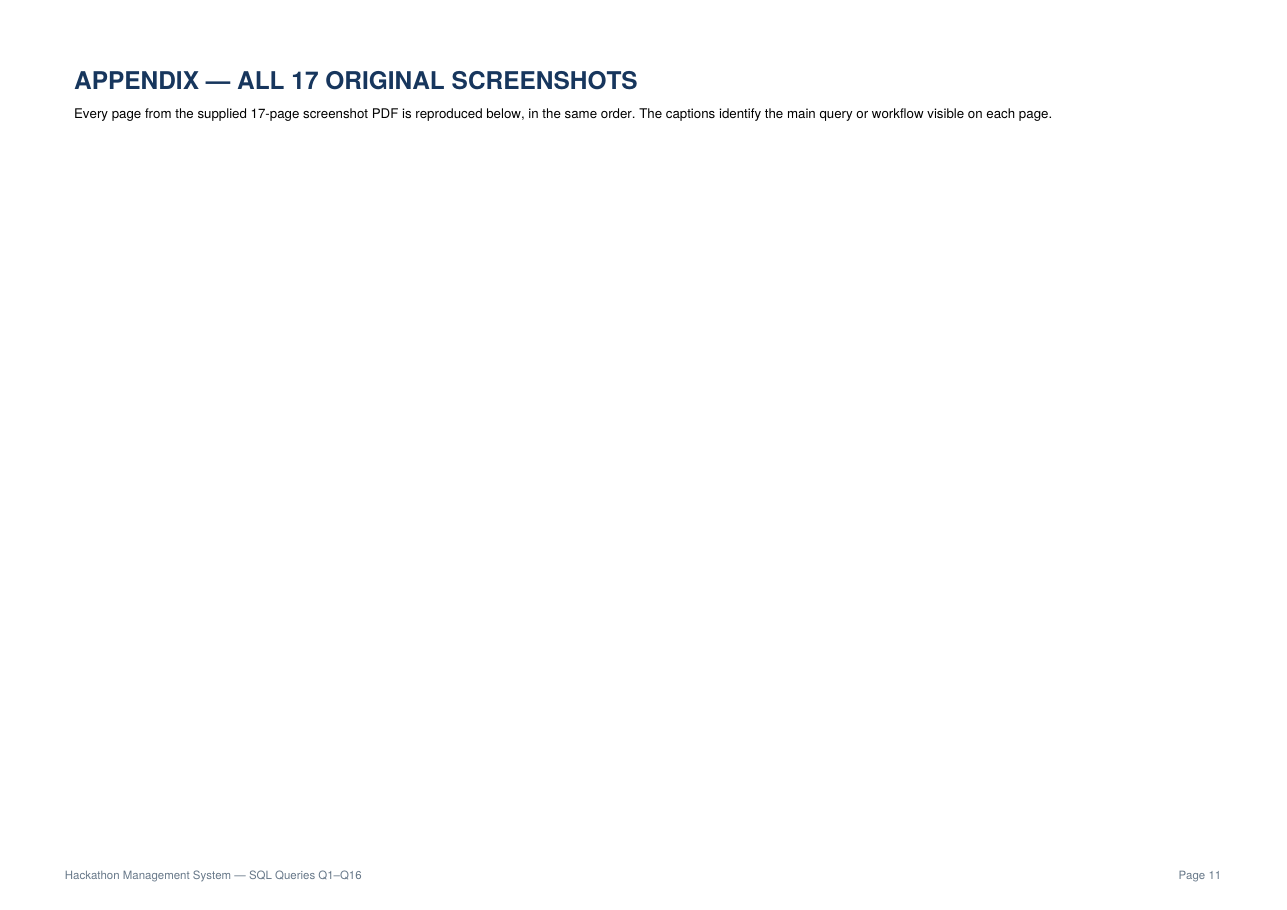 APPENDIX — ALL 17 ORIGINAL SCREENSHOTS
Every page from the supplied 17-page screenshot PDF is reproduced below, in the same order. The captions identify the main query or workflow visible on each page.
Hackathon Management System — SQL Queries Q1–Q16
Page 11